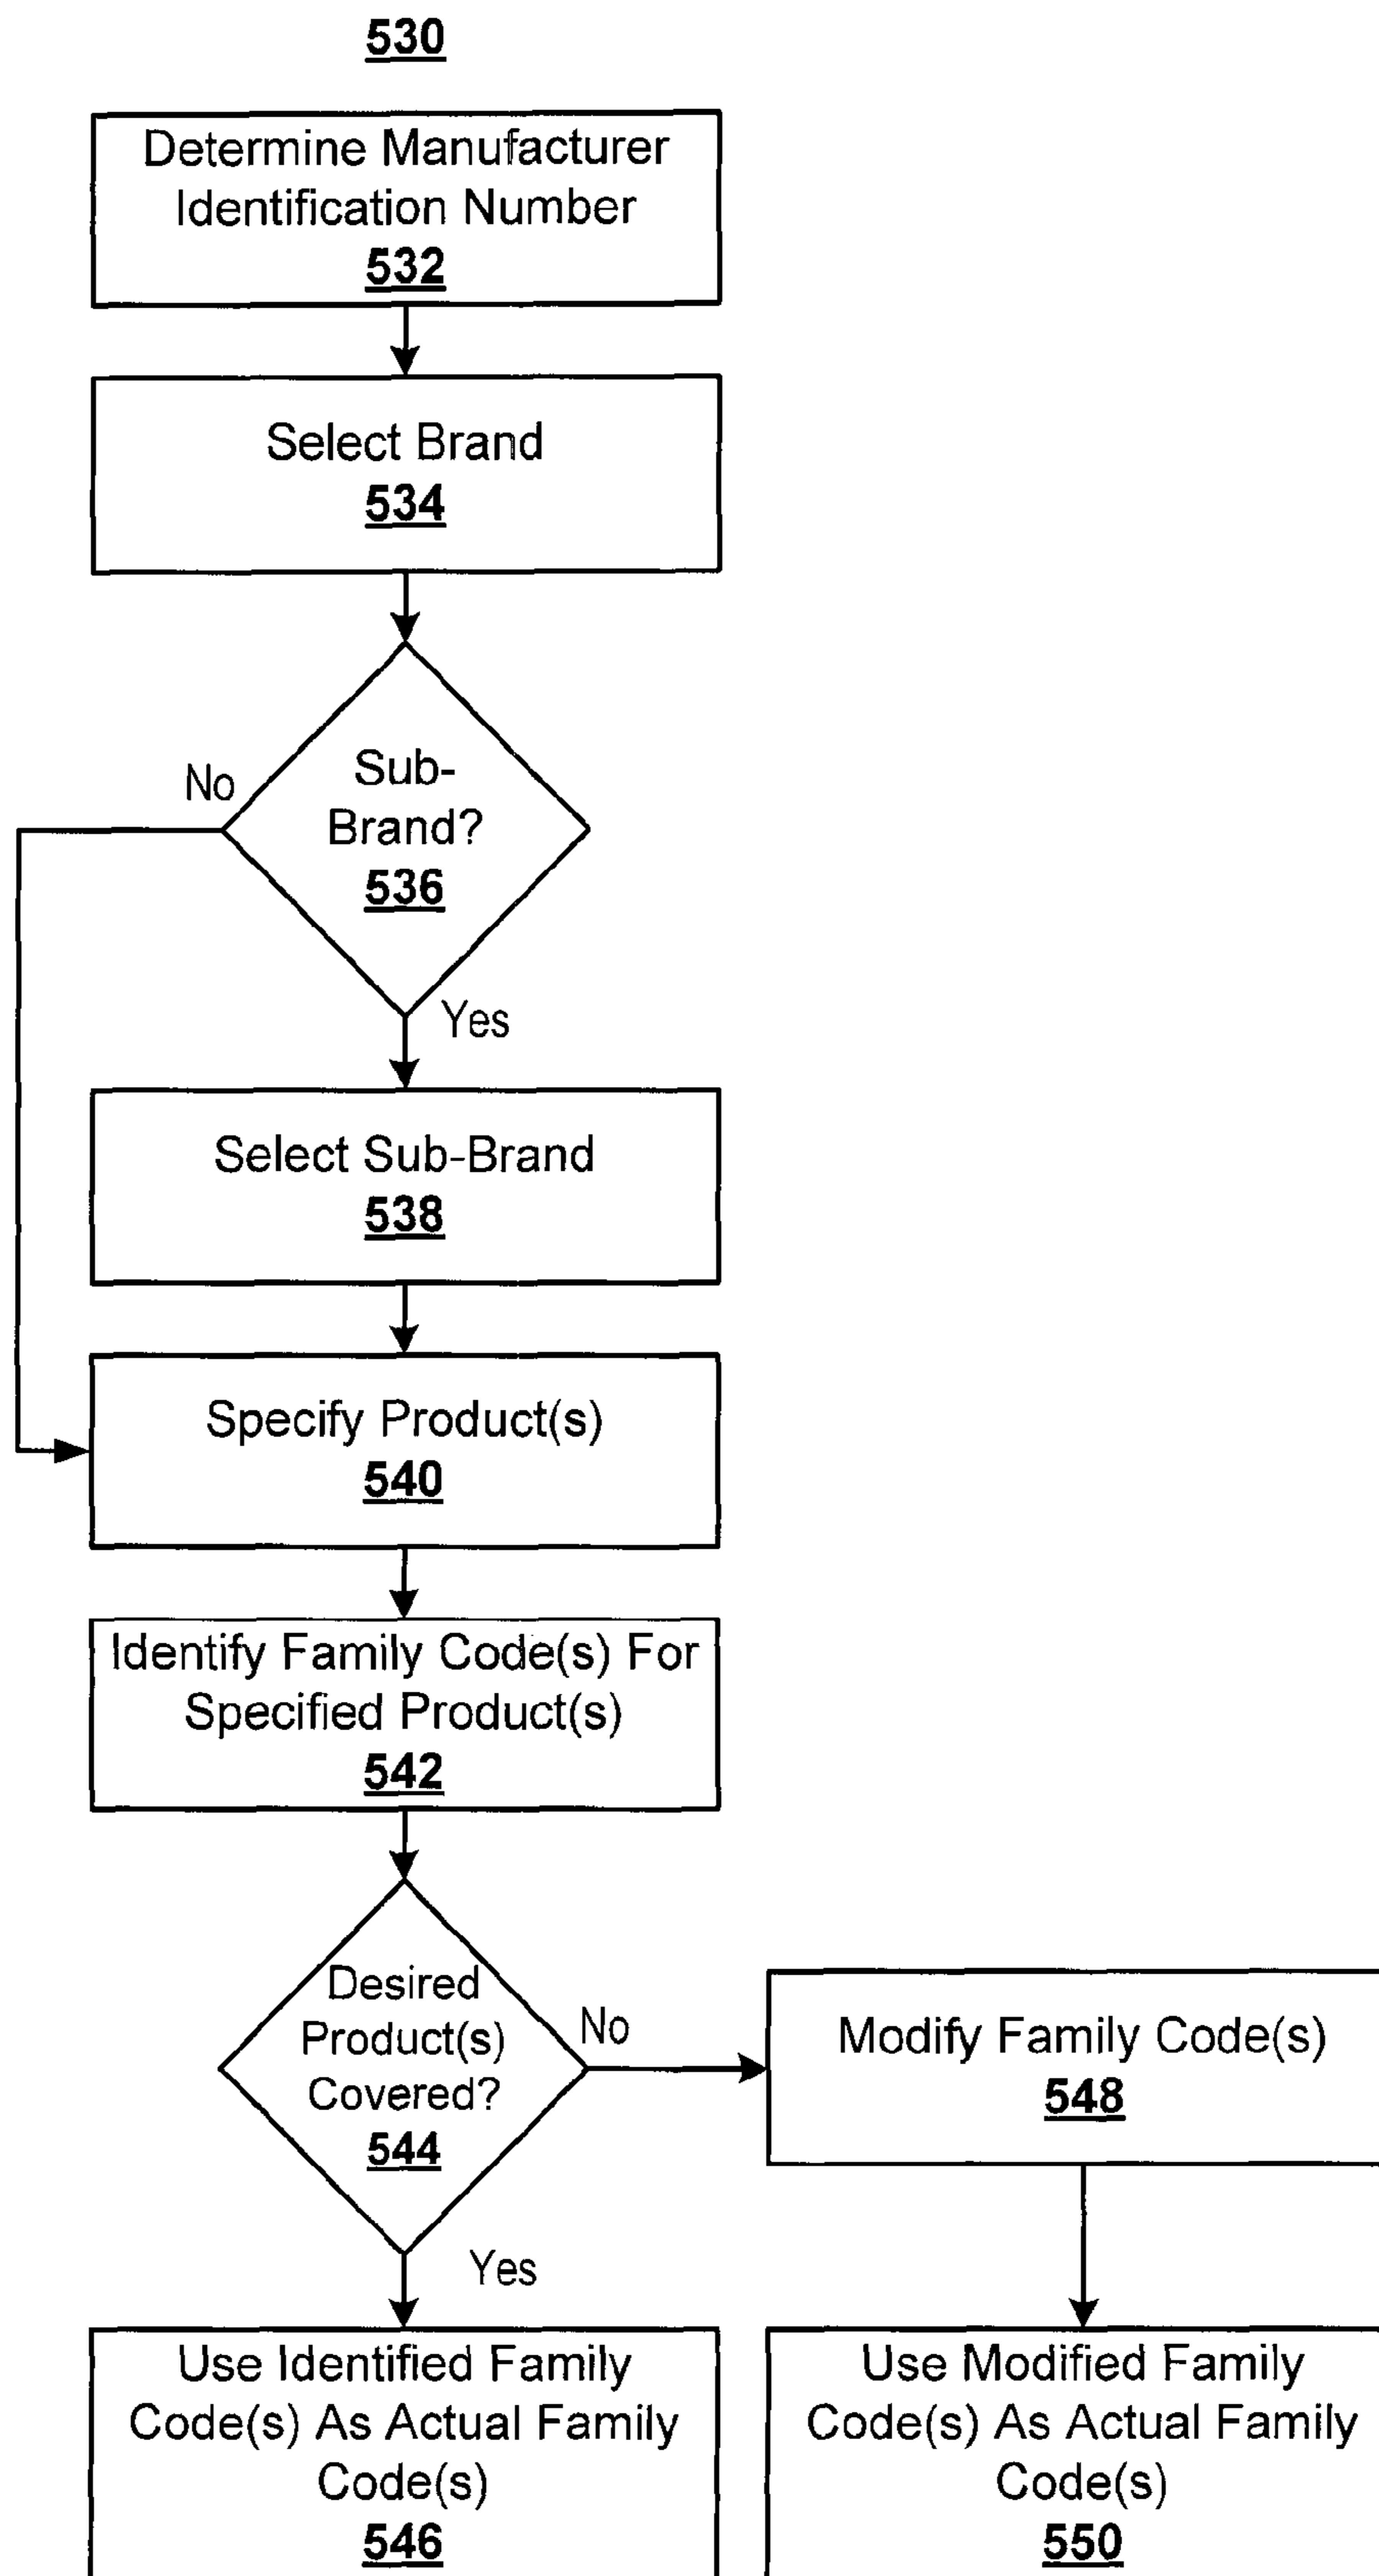 530
Determine Manufacturer
Identification Number
532
Select Brand
534
Sub-
Brand?
536
No
Yes
Select Sub-Brand
538
Specify Product(s)
540
Identify Family Code(s) For
Specified Product(s)
542
Desired
Product(s)
Covered?
544
No
Modify Family Code(s)
548
Yes
Use Identified Family
Code(s) As Actual Family
Code(s)
546
Use Modified Family
Code(s) As Actual Family
Code(s)
550